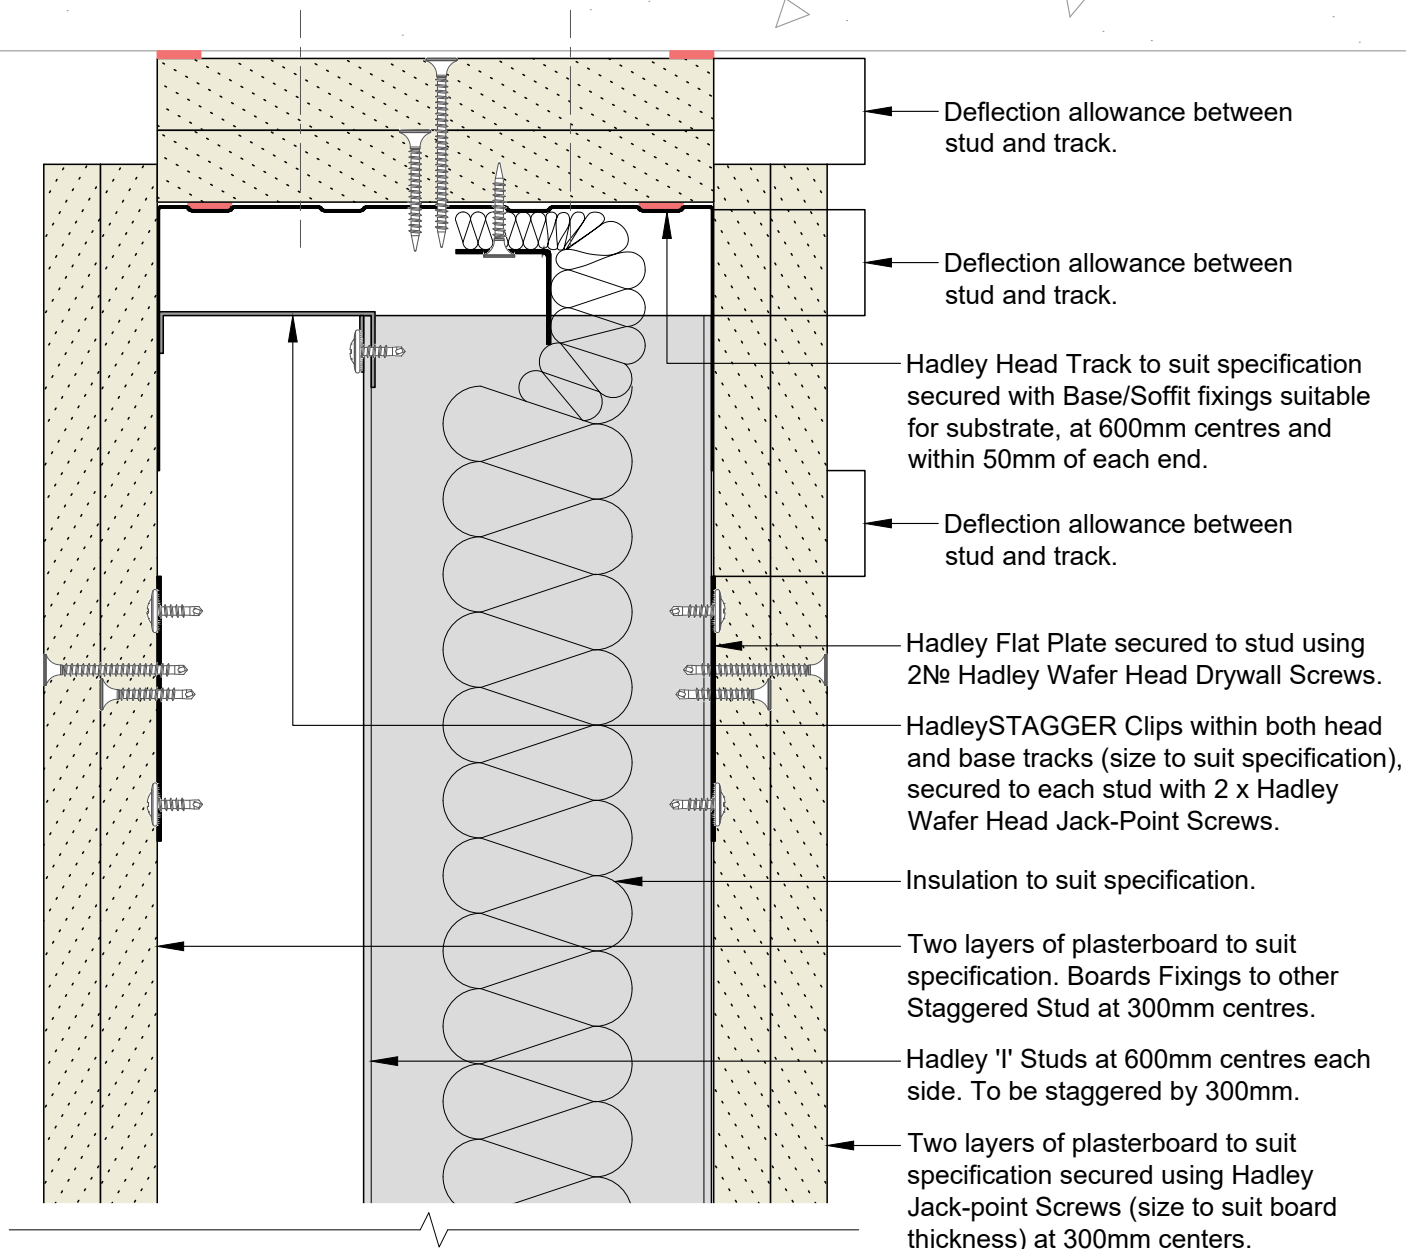 Deflection allowance between
stud and track.
Deflection allowance between
stud and track.
Hadley Head Track to suit specification
secured with Base/Soffit fixings suitable
for substrate, at 600mm centres and
within 50mm of each end.
Deflection allowance between
stud and track.
Hadley Flat Plate secured to stud using
2№ Hadley Wafer Head Drywall Screws.
HadleySTAGGER Clips within both head
and base tracks (size to suit specification),
secured to each stud with 2 x Hadley
Wafer Head Jack-Point Screws.
Insulation to suit specification.
Two layers of plasterboard to suit
specification. Boards Fixings to other
Staggered Stud at 300mm centres.
Hadley 'I' Studs at 600mm centres each
side. To be staggered by 300mm.
Two layers of plasterboard to suit
specification secured using Hadley
Jack-point Screws (size to suit board
thickness) at 300mm centers.